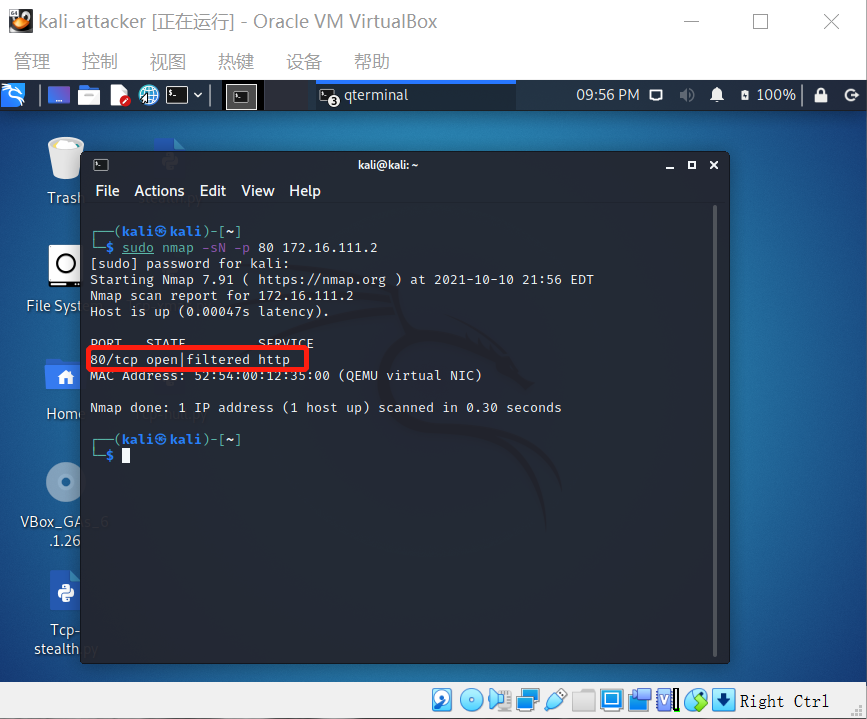 kali-attacker [正在运行] - Oracle VM VirtualBox
管理 控制 视图 热键 设备 帮助
3 qterminal 09:56 PM 100%
kali@kali: ~
File Actions Edit View Help
Trash
File Syst
Home
VBox_GAs_6
.1.26
Tcp-
stealth.py
┌──(kali㉿kali)-[~]
└─$ sudo nmap -sN -p 80 172.16.111.2
[sudo] password for kali:
Starting Nmap 7.91 ( https://nmap.org ) at 2021-10-10 21:56 EDT
Nmap scan report for 172.16.111.2
Host is up (0.00047s latency).
PORT STATE SERVICE
80/tcp open|filtered http
MAC Address: 52:54:00:12:35:00 (QEMU virtual NIC)
Nmap done: 1 IP address (1 host up) scanned in 0.30 seconds
┌──(kali㉿kali)-[~]
└─$
Right Ctrl